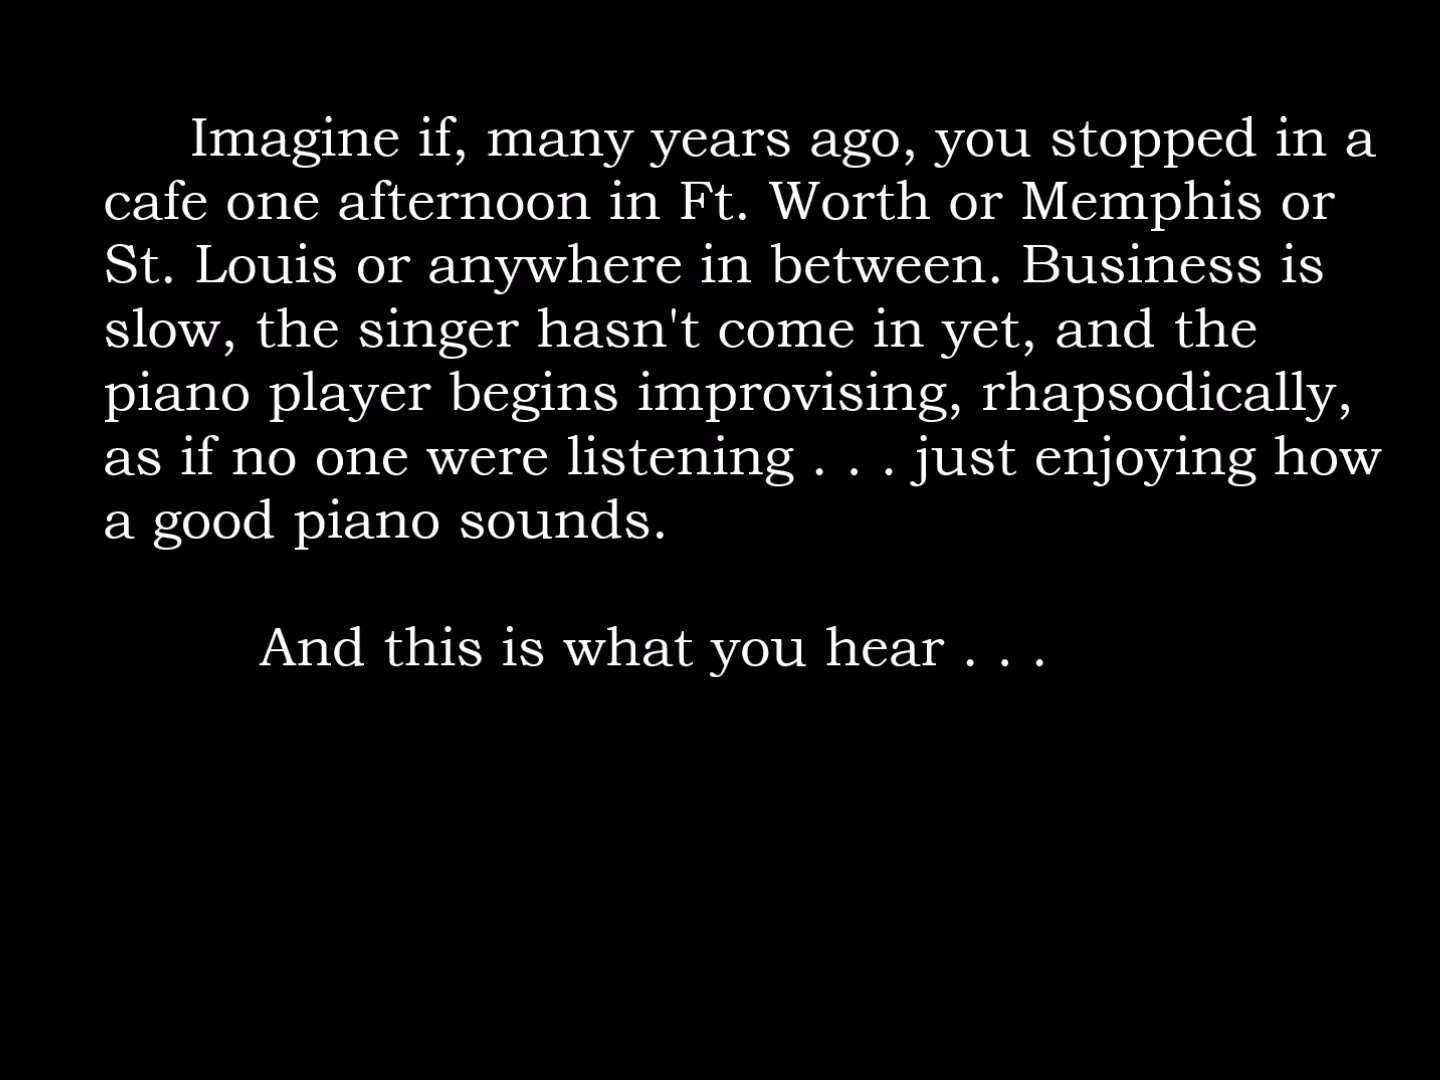 Imagine if, many years ago, you stopped in a
cafe one afternoon in Ft. Worth or Memphis or
St. Louis or anywhere in between. Business is
slow, the singer hasn't come in yet, and the
piano player begins improvising, rhapsodically,
as if no one were listening . . . just enjoying how
a good piano sounds.
And this is what you hear . . .